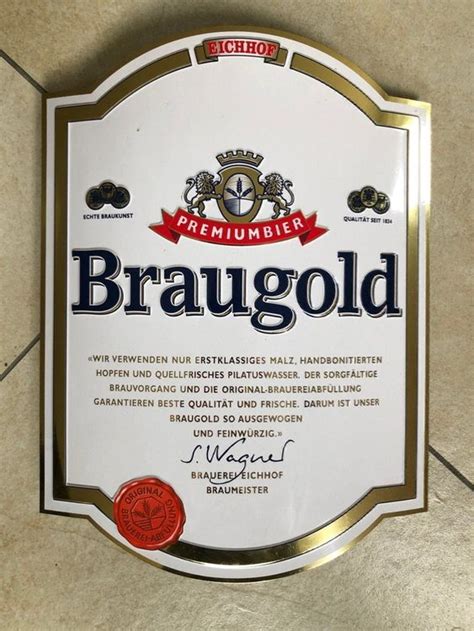 EICHHOF
ECHTE BRAUKUNST
QUALITÄT SEIT 1834
PREMIUMBIER
Braugold
«WIR VERWENDEN NUR ERSTKLASSIGES MALZ, HANDBONITIERTEN
HOPFEN UND QUELLFRISCHES PILATUSWASSER. DER SORGFÄLTIGE
BRAUVORGANG UND DIE ORIGINAL-BRAUEREIABFÜLLUNG
GARANTIEREN BESTE QUALITÄT UND FRISCHE. DARUM IST UNSER
BRAUGOLD SO AUSGEWOGEN
UND FEINWÜRZIG.»
S. Wagner
BRAUEREI EICHHOF
BRAUMEISTER
ORIGINAL
BRAUEREI-ABFÜLLUNG